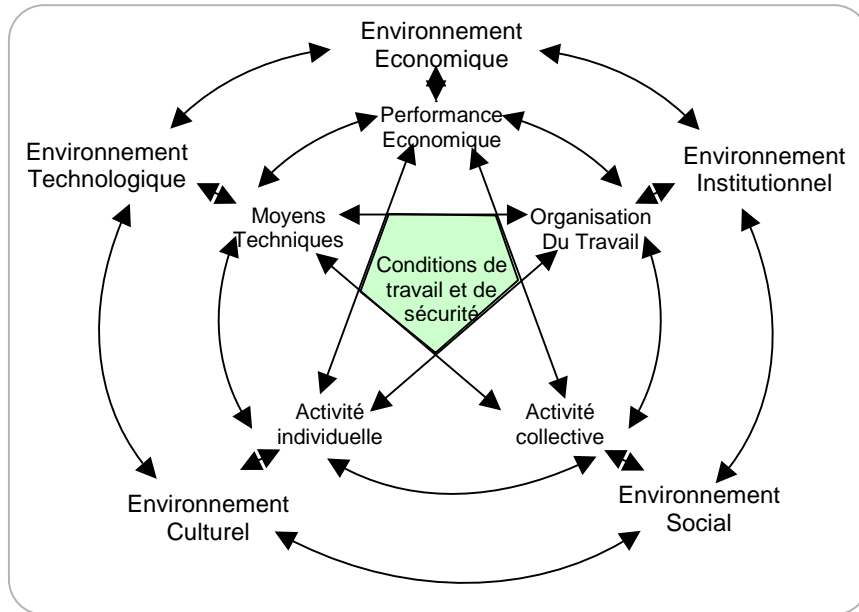 Environnement
Economique
Performance
Economique
Environnement
Technologique
Environnement
Institutionnel
Moyens
Techniques
Organisation
Du Travail
Conditions de
travail et de
sécurité
Activité
individuelle
Activité
collective
Environnement
Culturel
Environnement
Social